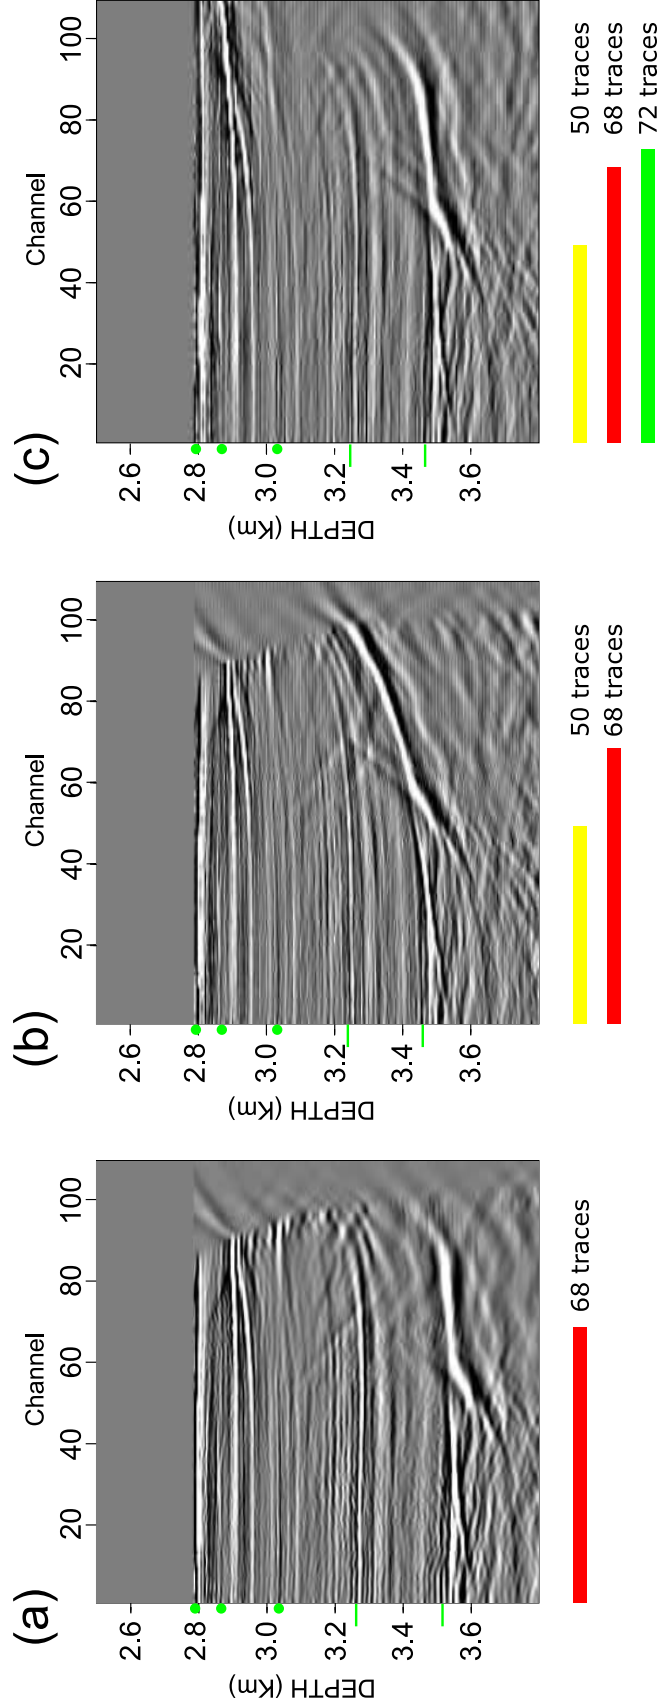 (a)
Channel
20 40 60 80 100
DEPTH (Km)
2.6
2.8
3.0
3.2
3.4
3.6
68 traces
(b)
Channel
20 40 60 80 100
DEPTH (Km)
2.6
2.8
3.0
3.2
3.4
3.6
50 traces
68 traces
(c)
Channel
20 40 60 80 100
DEPTH (Km)
2.6
2.8
3.0
3.2
3.4
3.6
50 traces
68 traces
72 traces